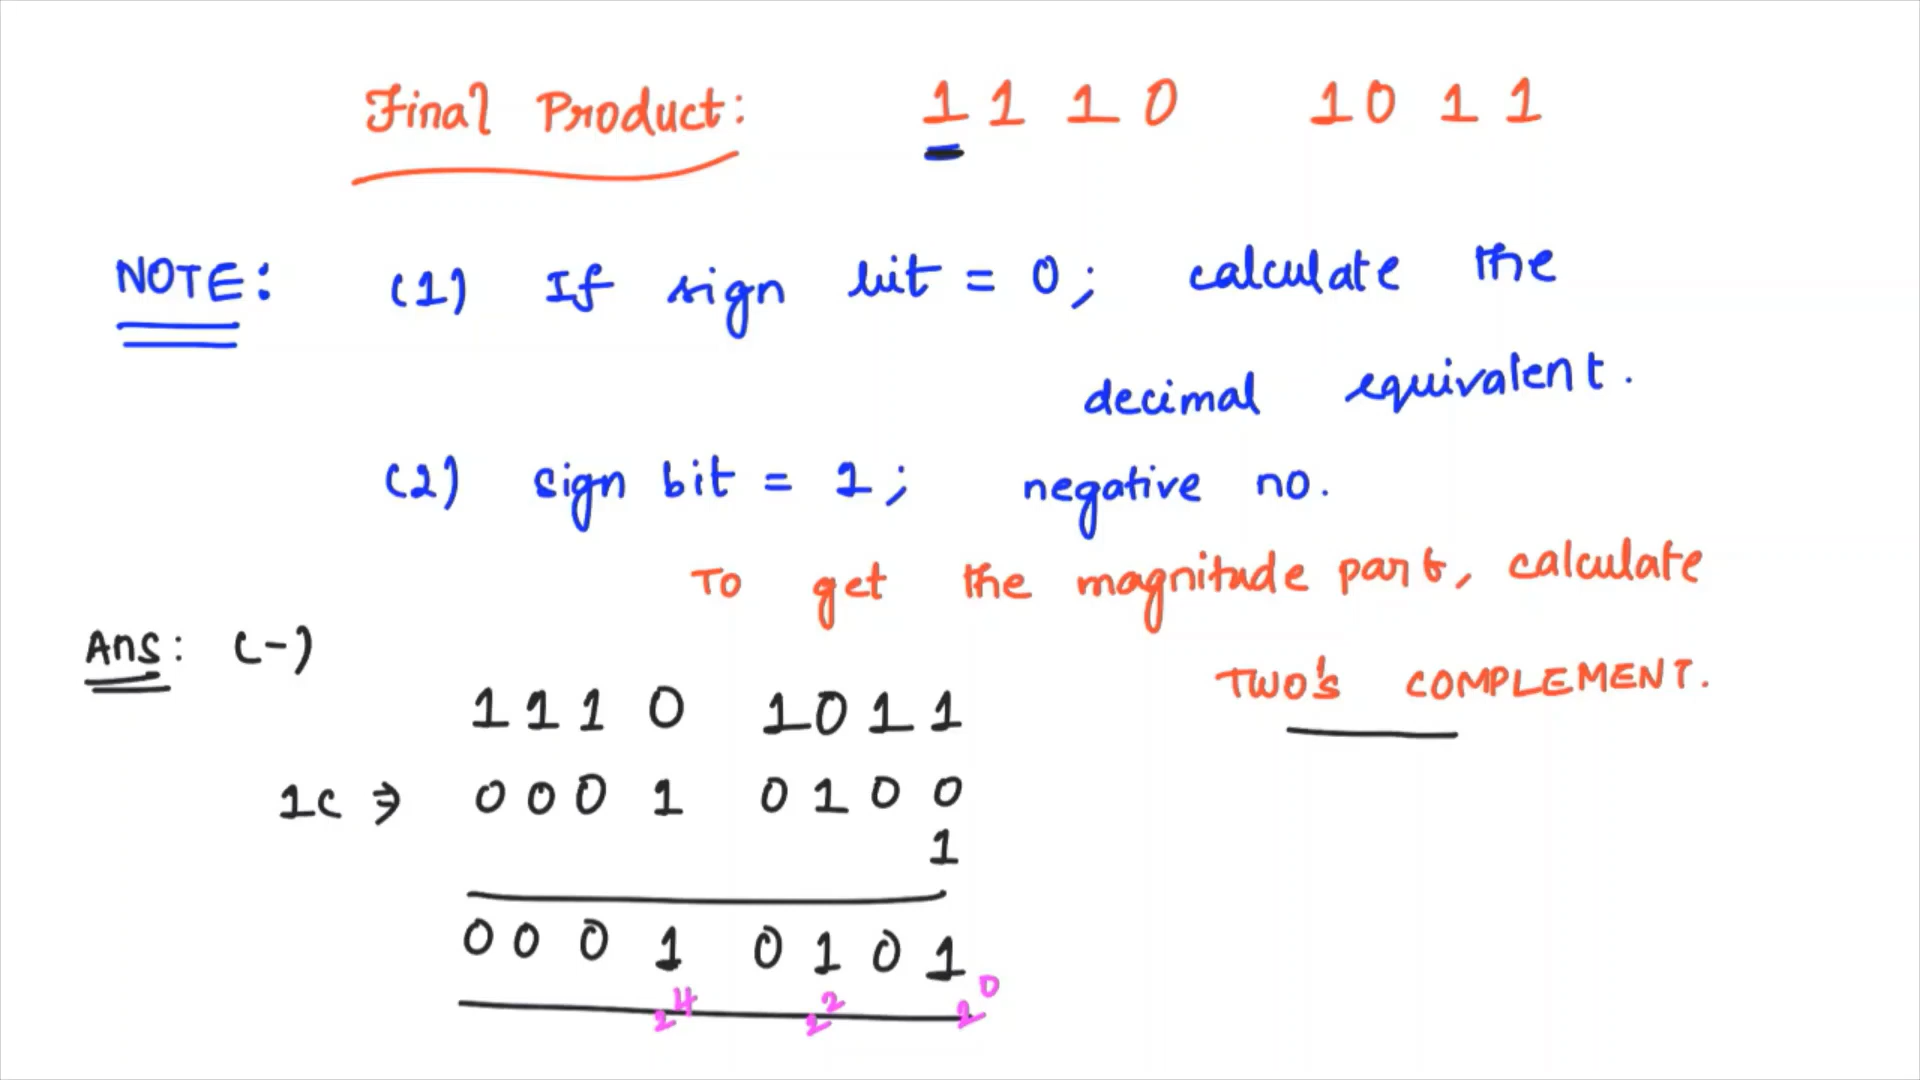 Final Product: 1 1 1 0 1 0 1 1
NOTE: (1) If sign bit = 0; calculate the
decimal equivalent.
(2) sign bit = 1; negative no.
To get the magnitude part, calculate
TWO's COMPLEMENT.
Ans: (-)
1 1 1 0 1 0 1 1
1C ⇒ 0 0 0 1 0 1 0 0
1
0 0 0 1 0 1 0 1
2⁴ 2² 2⁰